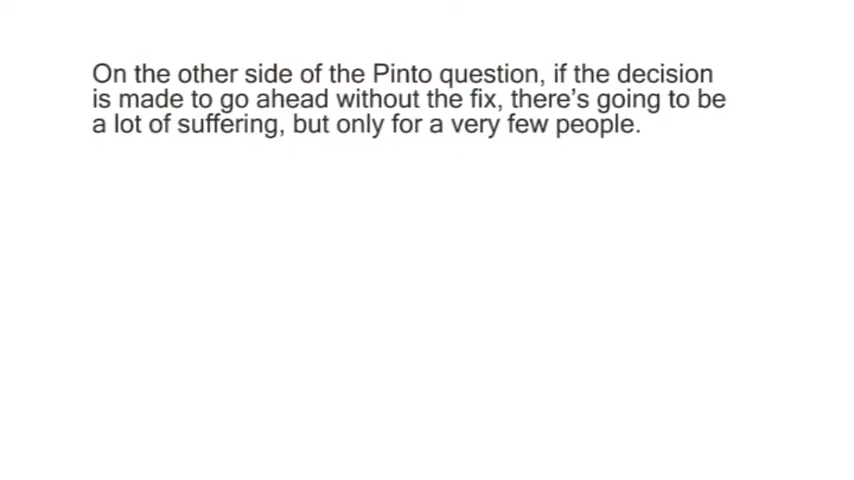 On the other side of the Pinto question, if the decision
is made to go ahead without the fix, there’s going to be
a lot of suffering, but only for a very few people.